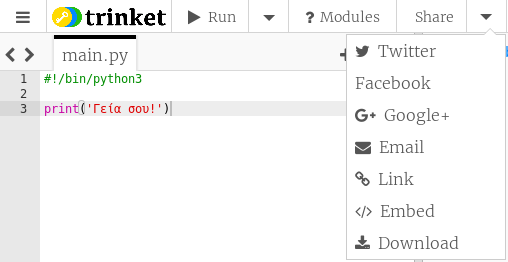 trinket Run ? Modules Share
main.py
1 #!/bin/python3
2
3 print('Γεία σου!')
Twitter
Facebook
G+ Google+
Email
Link
</> Embed
Download